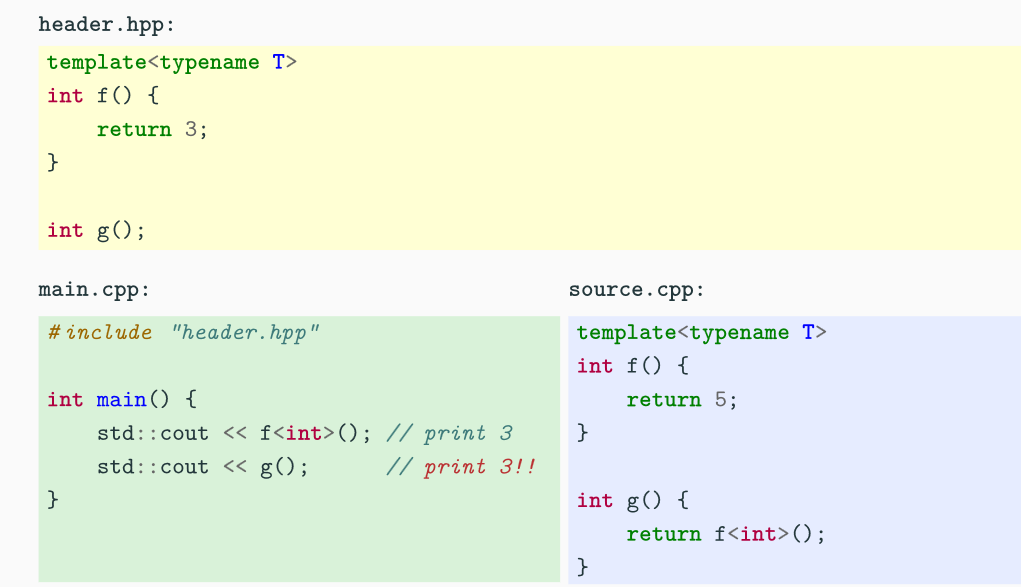 header.hpp:
template<typename T>
int f() {
    return 3;
}

int g();

main.cpp:
#include "header.hpp"

int main() {
    std::cout << f<int>(); // print 3
    std::cout << g();      // print 3!!
}

source.cpp:
template<typename T>
int f() {
    return 5;
}

int g() {
    return f<int>();
}